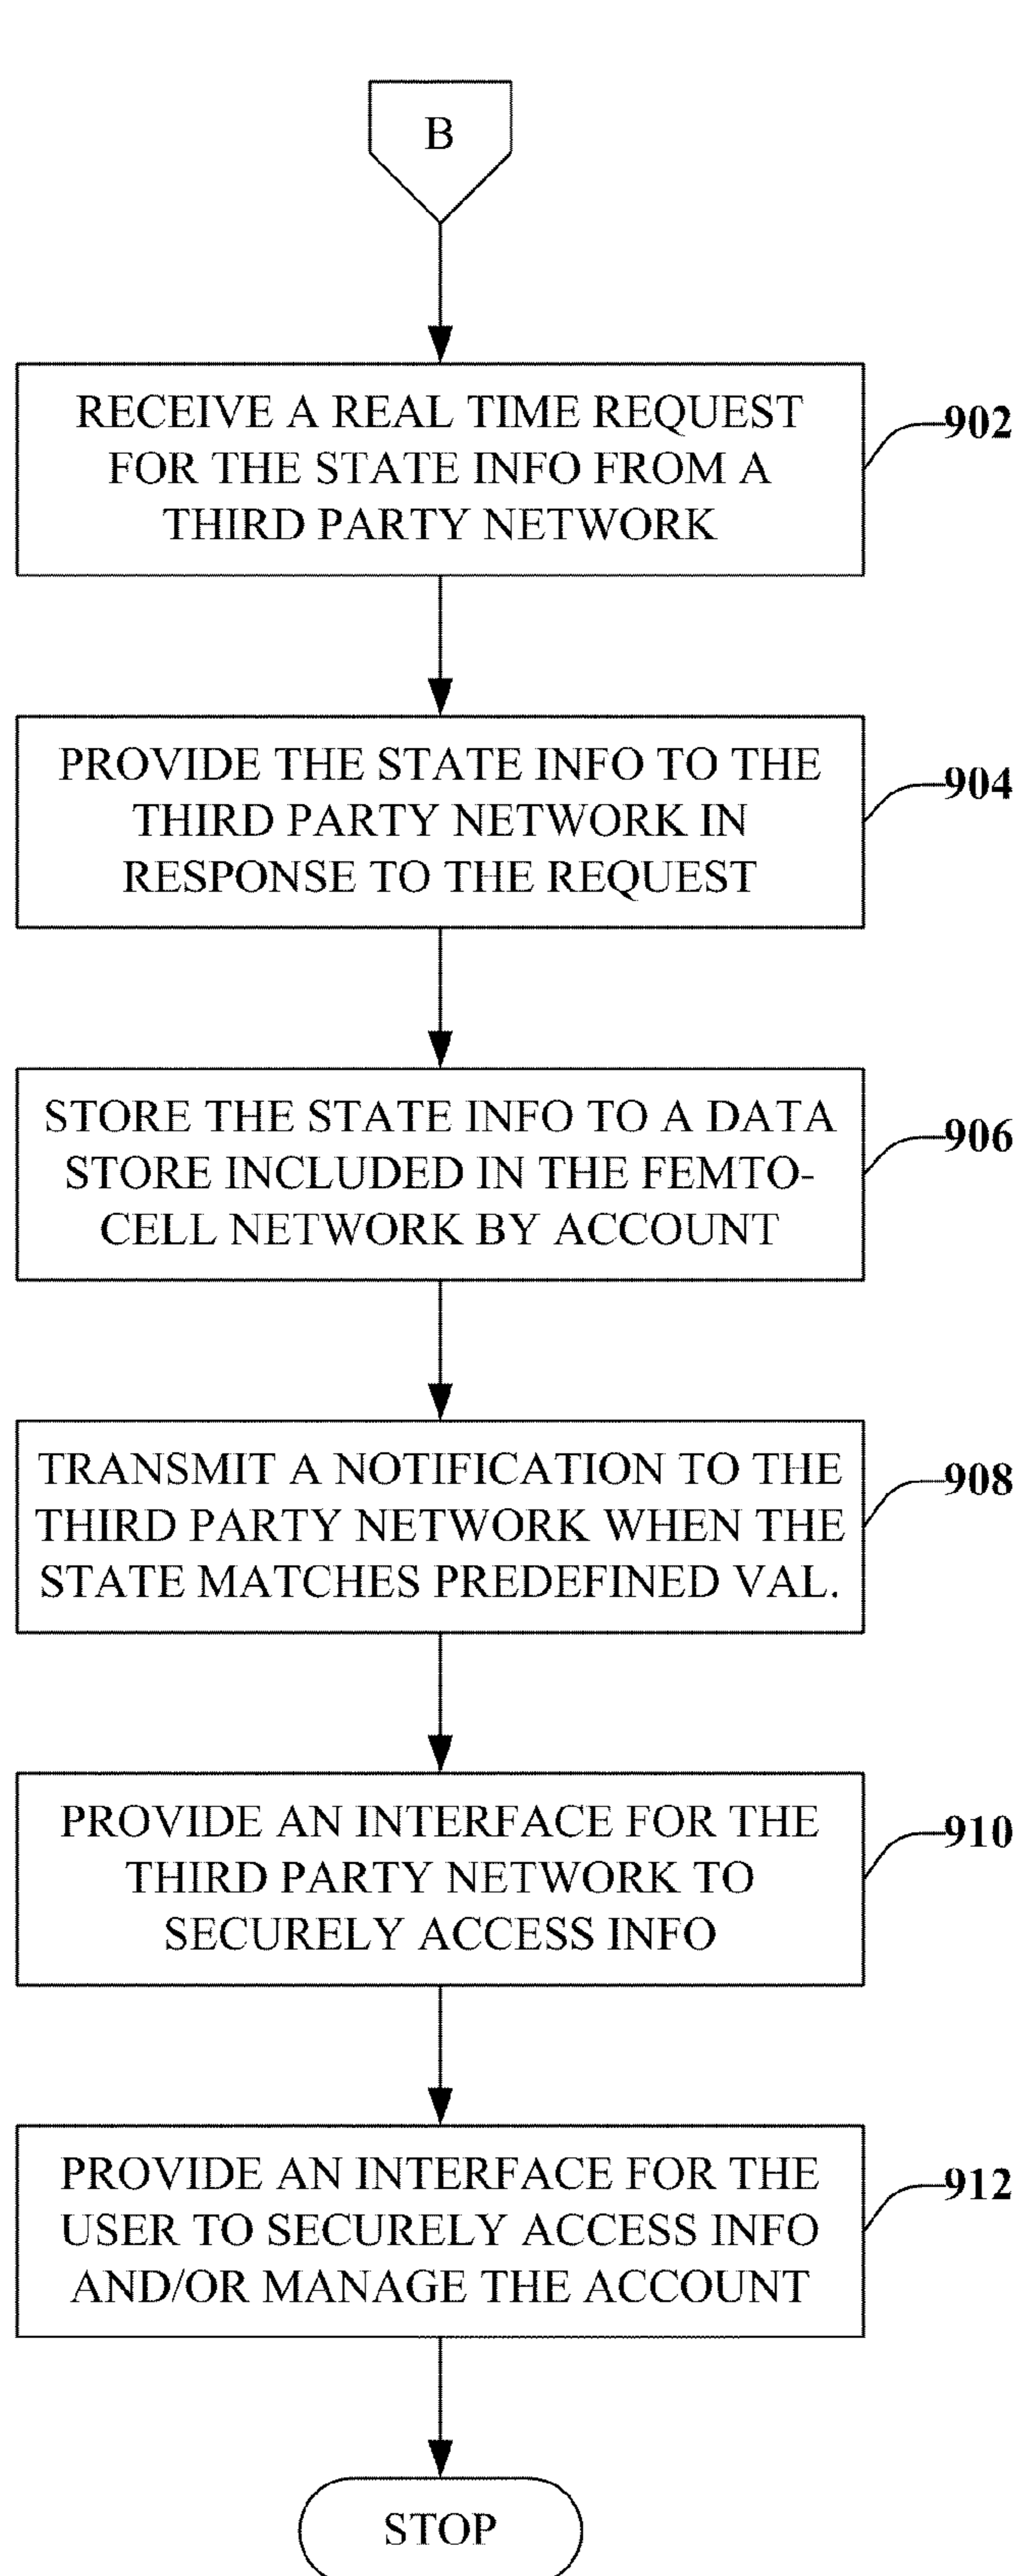 B
RECEIVE A REAL TIME REQUEST
FOR THE STATE INFO FROM A
THIRD PARTY NETWORK
902
PROVIDE THE STATE INFO TO THE
THIRD PARTY NETWORK IN
RESPONSE TO THE REQUEST
904
STORE THE STATE INFO TO A DATA
STORE INCLUDED IN THE FEMTO-
CELL NETWORK BY ACCOUNT
906
TRANSMIT A NOTIFICATION TO THE
THIRD PARTY NETWORK WHEN THE
STATE MATCHES PREDEFINED VAL.
908
PROVIDE AN INTERFACE FOR THE
THIRD PARTY NETWORK TO
SECURELY ACCESS INFO
910
PROVIDE AN INTERFACE FOR THE
USER TO SECURELY ACCESS INFO
AND/OR MANAGE THE ACCOUNT
912
STOP